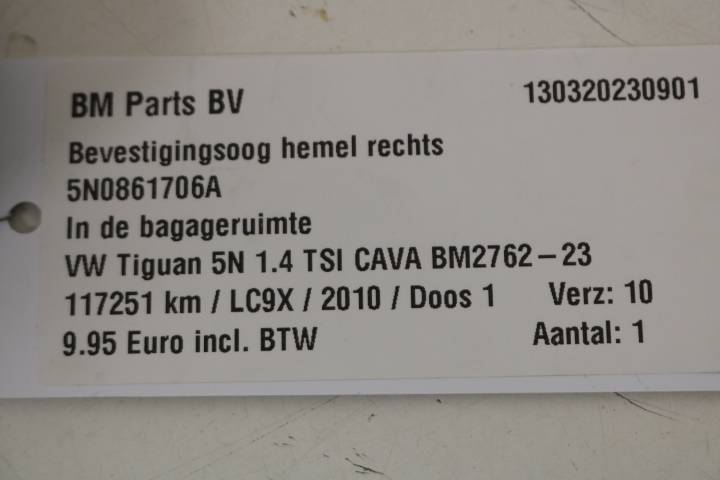 BM Parts BV 130320230901
Bevestigingsoog hemel rechts
5N0861706A
In de bagageruimte
VW Tiguan 5N 1.4 TSI CAVA BM2762-23
117251 km / LC9X / 2010 / Doos 1 Verz: 10
9.95 Euro incl. BTW Aantal: 1